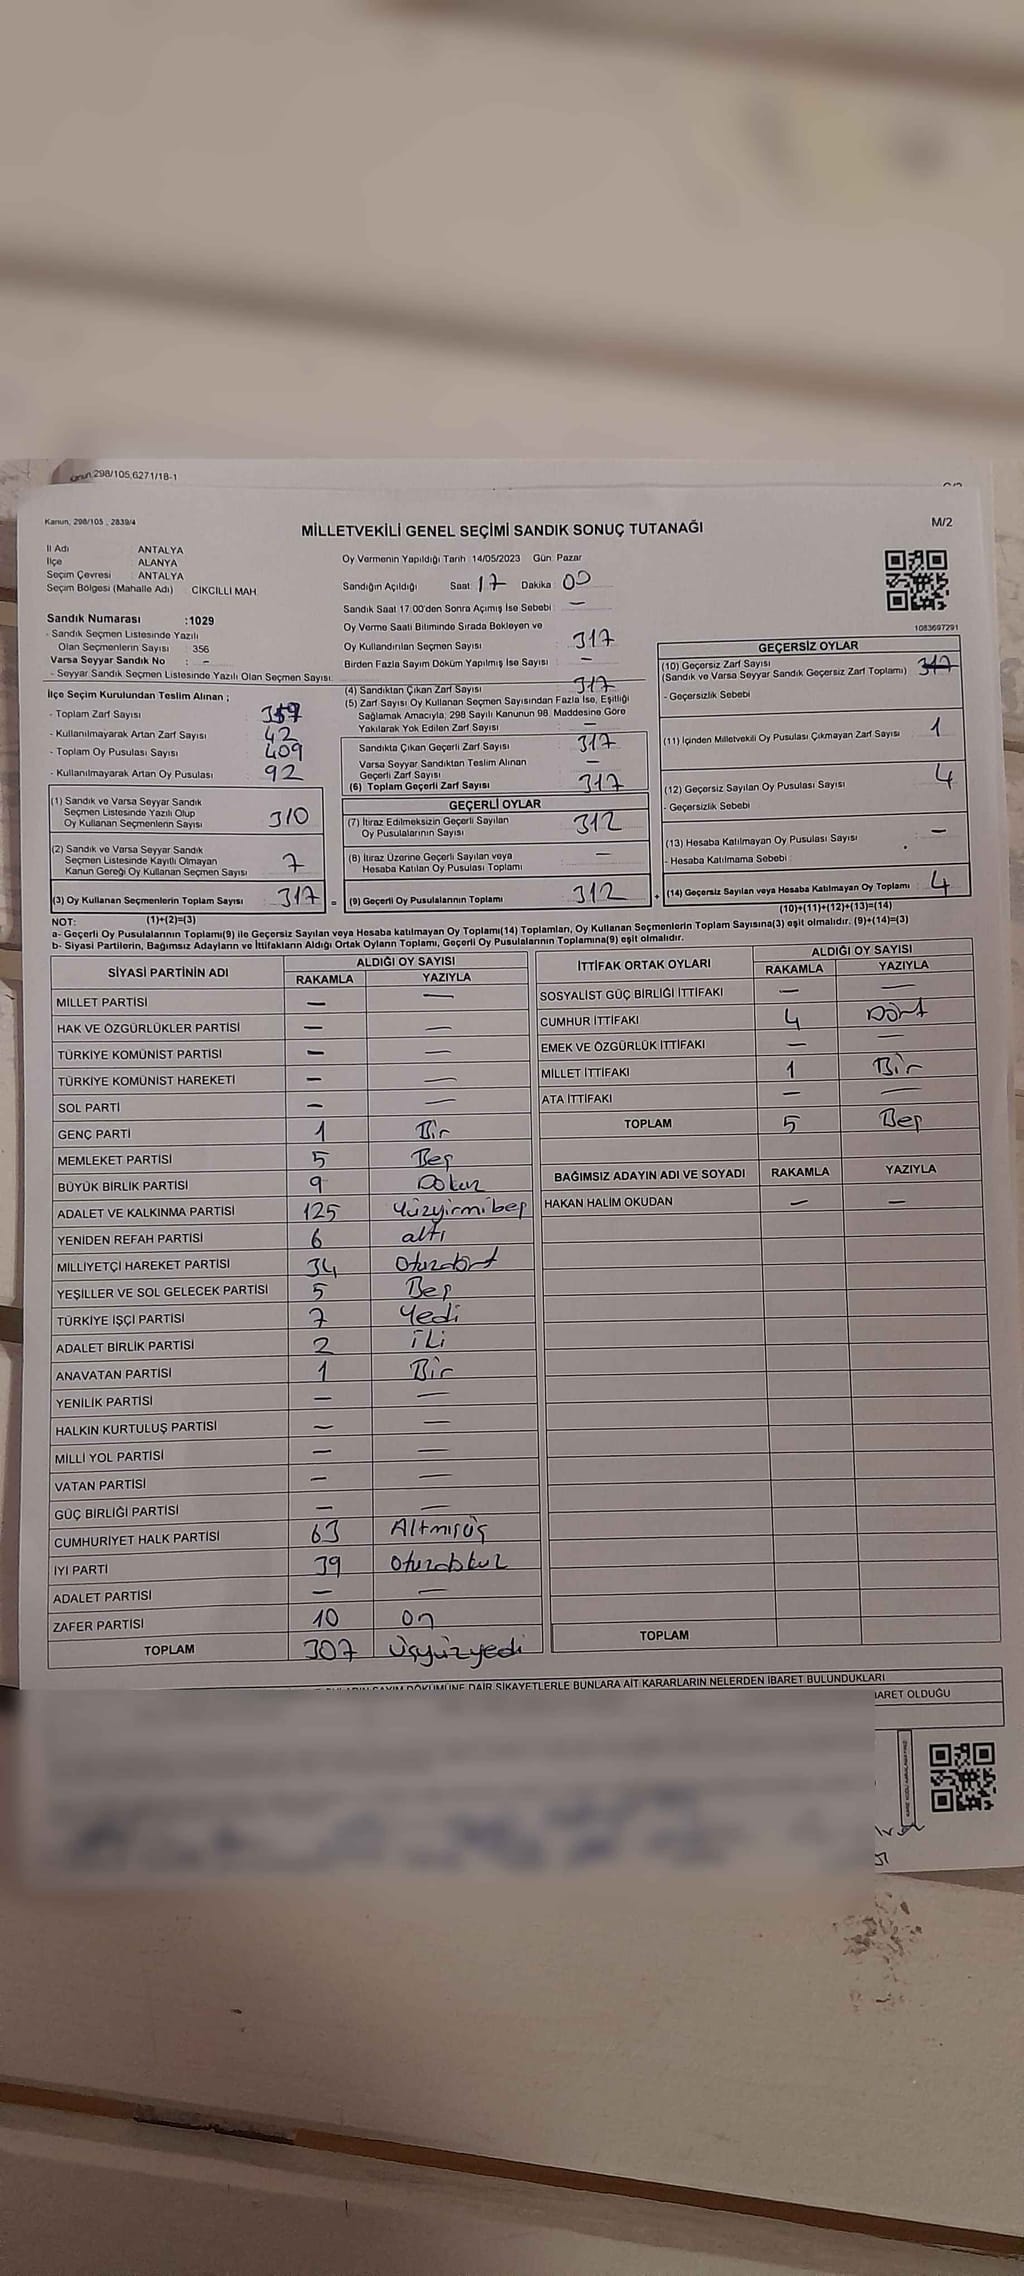 Kanun 298/105,6271/18-1
Kanun, 298/105 , 2839/4
MİLLETVEKİLİ GENEL SEÇİMİ SANDIK SONUÇ TUTANAĞI
M/2
İl Adı ANTALYA
İlçe ALANYA
Seçim Çevresi ANTALYA
Seçim Bölgesi (Mahalle Adı) CIKCILLI MAH.
Oy Vermenin Yapıldığı Tarih :14/05/2023 Gün: Pazar
Sandığın Açıldığı Saat: 17 Dakika: 00
Sandık Saat 17.00'den Sonra Açımış İse Sebebi : —
Sandık Numarası :1029
- Sandık Seçmen Listesinde Yazılı
Olan Seçmenlerin Sayısı : 356
Varsa Seyyar Sandık No : -
- Seyyar Sandık Seçmen Listesinde Yazılı Olan Seçmen Sayısı:
Oy Verme Saati Bitiminde Sırada Bekleyen ve
Oy Kullandırılan Seçmen Sayısı : 317
Birden Fazla Sayım Döküm Yapılmış İse Sayısı : —
1083697291
İlçe Seçim Kurulundan Teslim Alınan ;
- Toplam Zarf Sayısı :
- Kullanılmayarak Artan Zarf Sayısı : 42
- Toplam Oy Pusulası Sayısı : 409
- Kullanılmayarak Artan Oy Pusulası : 92
(4) Sandıktan Çıkan Zarf Sayısı : 317
(5) Zarf Sayısı Oy Kullanan Seçmen Sayısından Fazla İse, Eşitliği
Sağlamak Amacıyla; 298 Sayılı Kanunun 98. Maddesine Göre
Yakılarak Yok Edilen Zarf Sayısı : —
Sandıkta Çıkan Geçerli Zarf Sayısı : 317
Varsa Seyyar Sandıktan Teslim Alınan
Geçerli Zarf Sayısı : —
(6) Toplam Geçerli Zarf Sayısı : 317
GEÇERSİZ OYLAR
(10) Geçersiz Zarf Sayısı : 317
(Sandık ve Varsa Seyyar Sandık Geçersiz Zarf Toplamı)
- Geçersizlik Sebebi
(11) İçinden Milletvekili Oy Pusulası Çıkmayan Zarf Sayısı : 1
(12) Geçersiz Sayılan Oy Pusulası Sayısı : 4
- Geçersizlik Sebebi :
(13) Hesaba Katılmayan Oy Pusulası Sayısı : —
- Hesaba Katılmama Sebebi :
(14) Geçersiz Sayılan veya Hesaba Katılmayan Oy Toplamı : 4
(10)+(11)+(12)+(13)=(14)
(1) Sandık ve Varsa Seyyar Sandık
Seçmen Listesinde Yazılı Olup
Oy Kullanan Seçmenlerin Sayısı : 310
(2) Sandık ve Varsa Seyyar Sandık
Seçmen Listesinde Kayıtlı Olmayan
Kanun Gereği Oy Kullanan Seçmen Sayısı : 7
(3) Oy Kullanan Seçmenlerin Toplam Sayısı : 317 =
(1)+(2)=(3)
GEÇERLİ OYLAR
(7) İtiraz Edilmeksizin Geçerli Sayılan
Oy Pusulalarının Sayısı : 312
(8) İtiraz Üzerine Geçerli Sayılan veya
Hesaba Katılan Oy Pusulası Toplamı : —
(9) Geçerli Oy Pusulalarının Toplamı : 312 +
NOT:
a- Geçerli Oy Pusulalarının Toplamı(9) ile Geçersiz Sayılan veya Hesaba katılmayan Oy Toplamı(14) Toplamları, Oy Kullanan Seçmenlerin Toplam Sayısına(3) eşit olmalıdır. (9)+(14)=(3)
b- Siyasi Partilerin, Bağımsız Adayların ve İttifakların Aldığı Ortak Oyların Toplamı, Geçerli Oy Pusulalarının Toplamına(9) eşit olmalıdır.
SİYASİ PARTİNİN ADI
ALDIĞI OY SAYISI
RAKAMLA YAZIYLA
MİLLET PARTİSİ — —
HAK VE ÖZGÜRLÜKLER PARTİSİ — —
TÜRKİYE KOMÜNİST PARTİSİ — —
TÜRKİYE KOMÜNİST HAREKETİ — —
SOL PARTİ — —
GENÇ PARTİ 1 Bir
MEMLEKET PARTİSİ 5 Beş
BÜYÜK BİRLİK PARTİSİ 9 Dokuz
ADALET VE KALKINMA PARTİSİ 125 Yüzyirmibeş
YENİDEN REFAH PARTİSİ 6 altı
MİLLİYETÇİ HAREKET PARTİSİ 34 otuzdört
YEŞİLLER VE SOL GELECEK PARTİSİ 5 Beş
TÜRKİYE İŞÇİ PARTİSİ 7 Yedi
ADALET BİRLİK PARTİSİ 2 iki
ANAVATAN PARTİSİ 1 Bir
YENİLİK PARTİSİ — —
HALKIN KURTULUŞ PARTİSİ — —
MİLLİ YOL PARTİSİ — —
VATAN PARTİSİ — —
GÜÇ BİRLİĞİ PARTİSİ — —
CUMHURİYET HALK PARTİSİ 63 Altmışüç
İYİ PARTİ 39 otuzdokuz
ADALET PARTİSİ — —
ZAFER PARTİSİ 10 on
TOPLAM 307 üçyüzyedi
İTTİFAK ORTAK OYLARI
ALDIĞI OY SAYISI
RAKAMLA YAZIYLA
SOSYALİST GÜÇ BİRLİĞİ İTTİFAKI — —
CUMHUR İTTİFAKI 4 Dört
EMEK VE ÖZGÜRLÜK İTTİFAKI — —
MİLLET İTTİFAKI 1 Bir
ATA İTTİFAKI — —
TOPLAM 5 Beş
BAĞIMSIZ ADAYIN ADI VE SOYADI RAKAMLA YAZIYLA
HAKAN HALİM OKUDAN — —
TOPLAM
SAYIM DÖKÜMÜNE DAİR ŞİKAYETLERLE BUNLARA AİT KARARLARIN NELERDEN İBARET BULUNDUKLARI
İBARET OLDUĞU